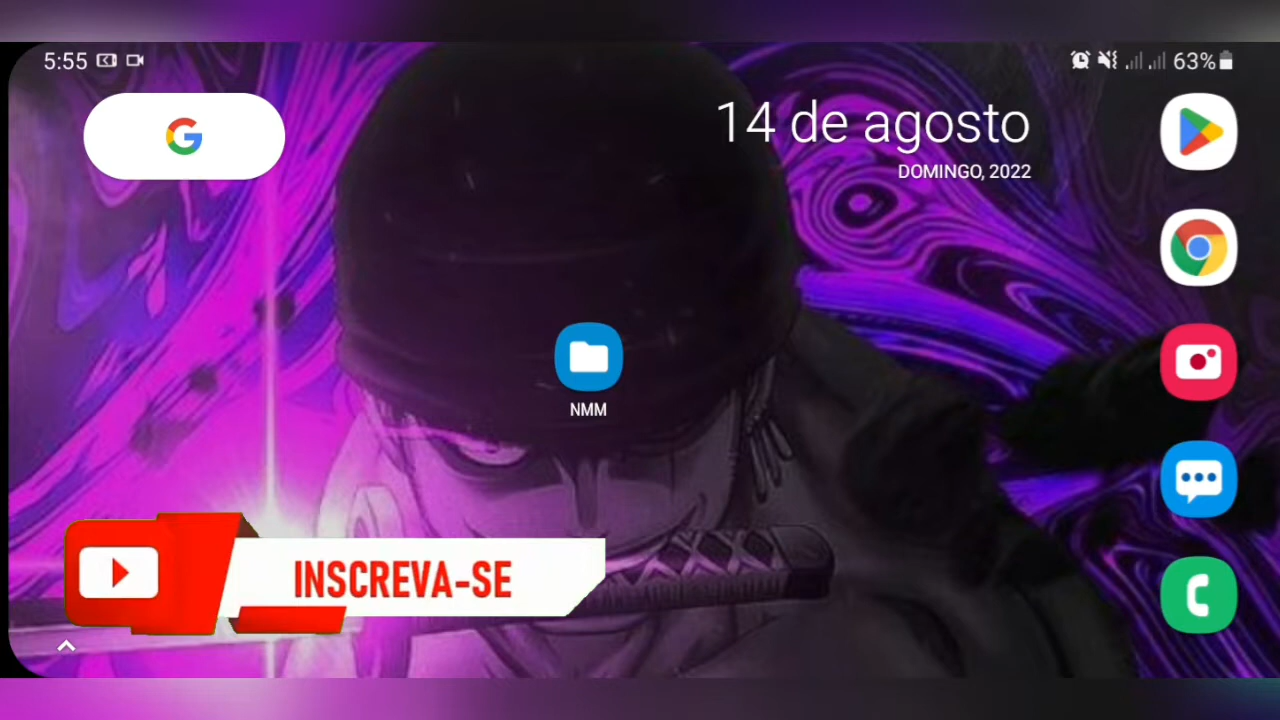 5:55
63%
14 de agosto
DOMINGO, 2022
NMM
INSCREVA-SE